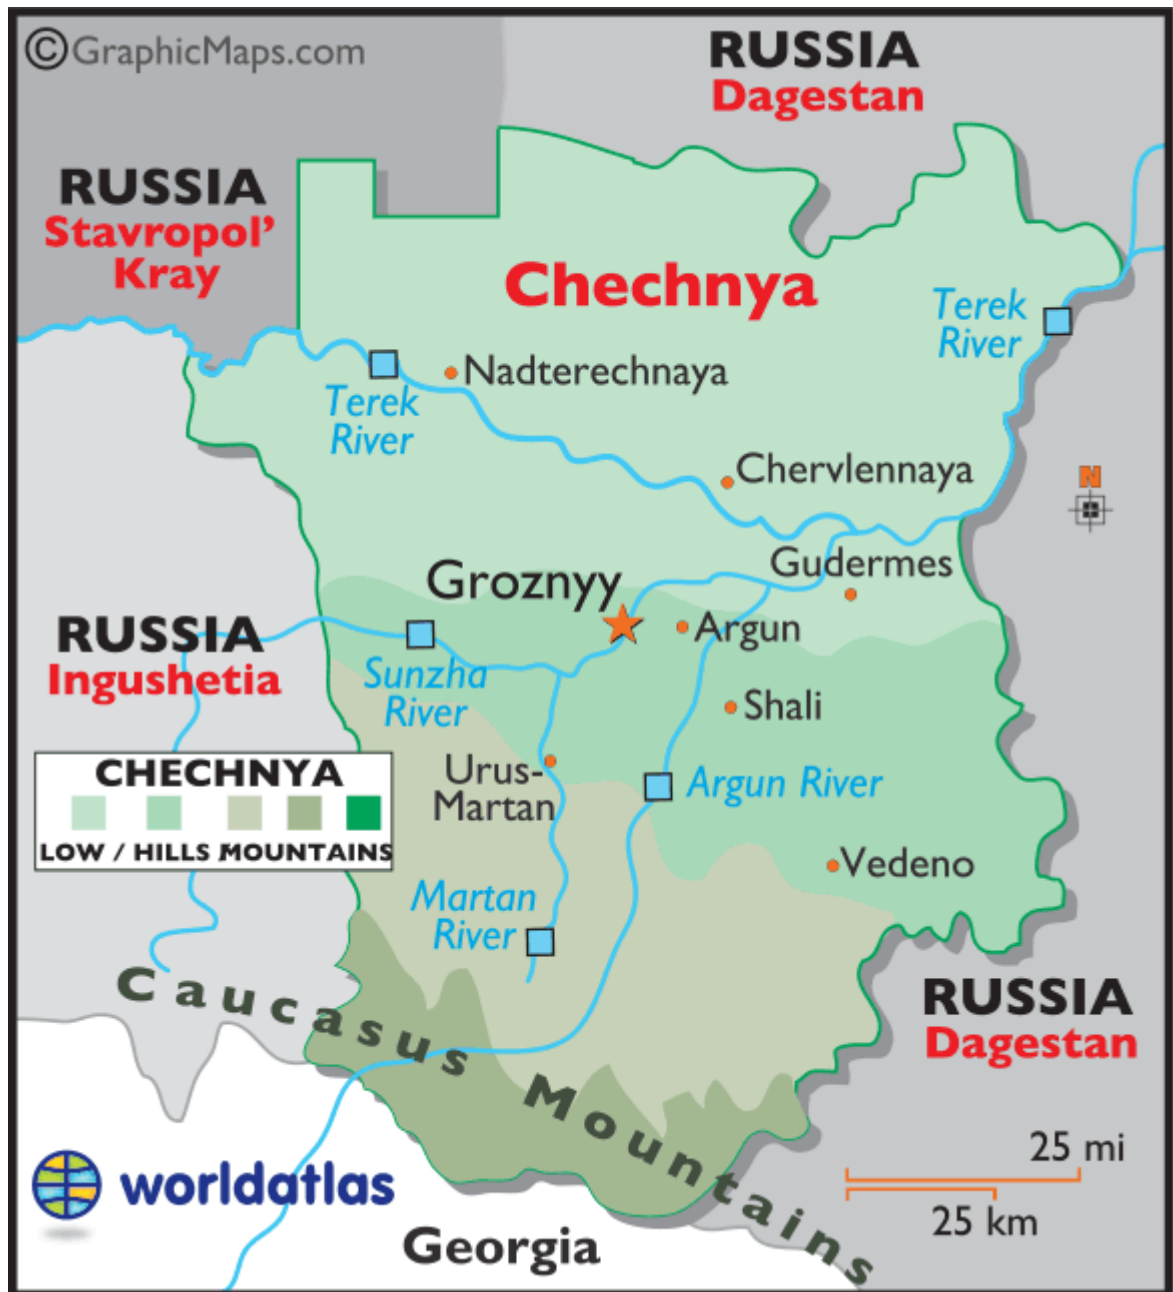 ©GraphicMaps.com
RUSSIA
Dagestan
RUSSIA
Stavropol’
Kray
Chechnya
Terek
River
Nadterechnaya
Terek
River
Chervlennaya
N
Gudermes
Groznyy
Argun
RUSSIA
Ingushetia
Sunzha
River
Shali
Urus-
Martan
Argun River
CHECHNYA
LOW / HILLS MOUNTAINS
Vedeno
Martan
River
Caucasus Mountains
RUSSIA
Dagestan
25 mi
25 km
worldatlas
Georgia